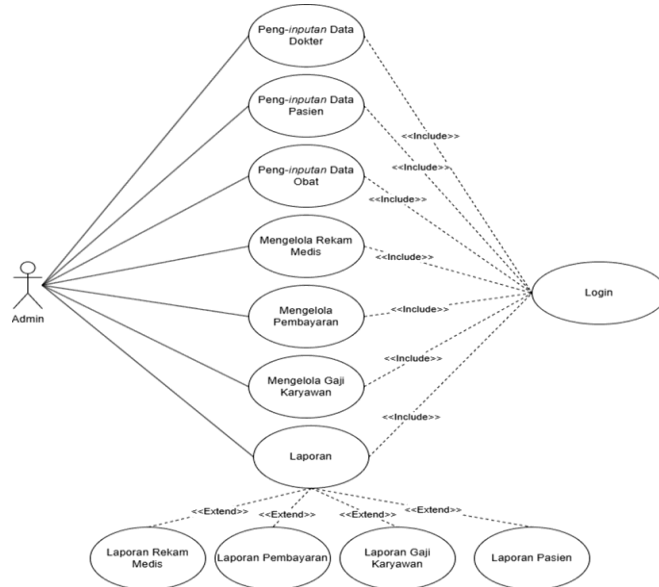 Peng-inputan Data
Dokter
Peng-inputan Data
Pasien
<<Include>>
<<Include>>
Peng-inputan Data
Obat
<<Include>>
Mengelola Rekam
Medis
<<Include>>
Admin
Login
Mengelola
Pembayaran
<<Include>>
<<Include>>
Mengelola Gaji
Karyawan
<<Include>>
Laporan
<<Extend>>
<<Extend>>
<<Extend>>
<<Extend>>
Laporan Rekam
Medis
Laporan Pembayaran
Laporan Gaji
Karyawan
Laporan Pasien